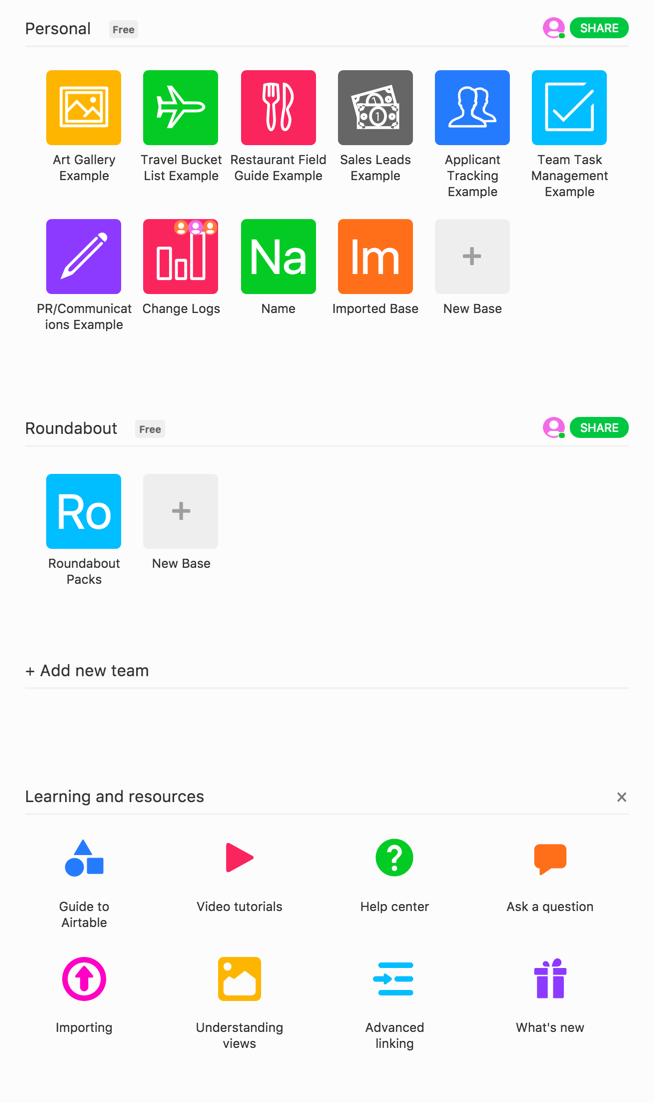 Personal Free SHARE
Art Gallery Example
Travel Bucket List Example
Restaurant Field Guide Example
Sales Leads Example
Applicant Tracking Example
Team Task Management Example
PR/Communications Example
Change Logs
Na
Name
Im
Imported Base
+
New Base
Roundabout Free SHARE
Ro
Roundabout Packs
+
New Base
+ Add new team
Learning and resources ×
Guide to Airtable
Video tutorials
?
Help center
Ask a question
Importing
Understanding views
Advanced linking
What's new